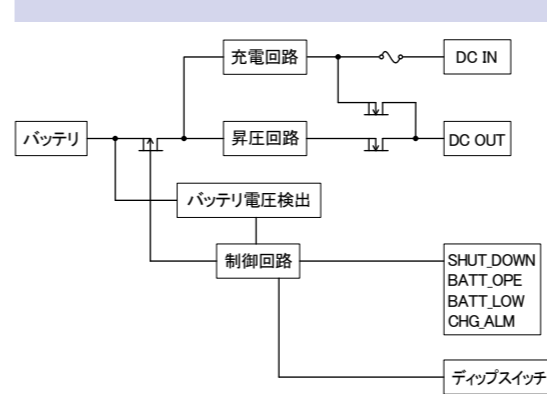 充電回路
DC IN
バッテリ
昇圧回路
DC OUT
バッテリ電圧検出
制御回路
SHUT_DOWN
BATT_OPE
BATT_LOW
CHG_ALM
ディップスイッチ